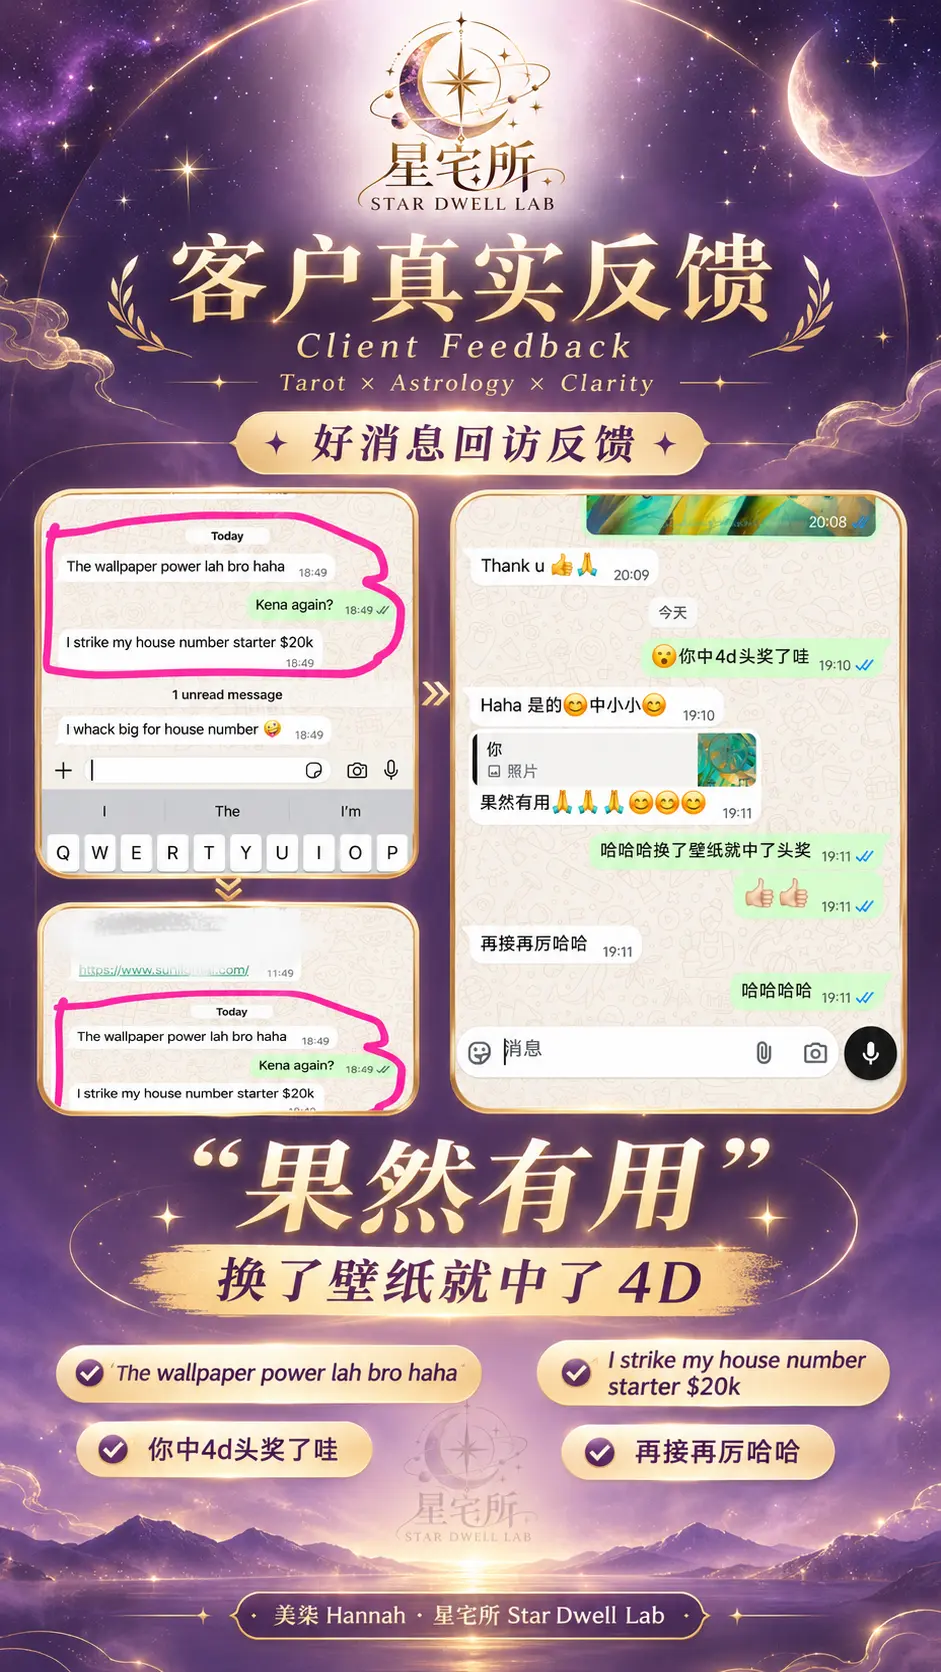 星宅所
STAR DWELL LAB
客户真实反馈
Client Feedback
Tarot × Astrology × Clarity
好消息回访反馈
Today
The wallpaper power lah bro haha 18:49
Kena again? 18:49
I strike my house number starter $20k
18:49
1 unread message
I whack big for house number 🤪 18:49
I The I'm
Q W E R T Y U I O P
11:49
Today
The wallpaper power lah bro haha 18:49
Kena again? 18:49
I strike my house number starter $20k
20:08
Thank u 👍🙏 20:09
今天
😮你中4d头奖了哇 19:10
Haha 是的😊中小小😊 19:10
你
照片
果然有用🙏🙏🙏😊😊😊 19:11
哈哈哈换了壁纸就中了头奖 19:11
👍🏻👍🏻 19:11
再接再厉哈哈 19:11
哈哈哈哈 19:11
消息
“果然有用”
换了壁纸就中了 4D
'The wallpaper power lah bro haha
I strike my house number
starter $20k
你中4d头奖了哇
再接再厉哈哈
星宅所
STAR DWELL LAB
美柒 Hannah · 星宅所 Star Dwell Lab